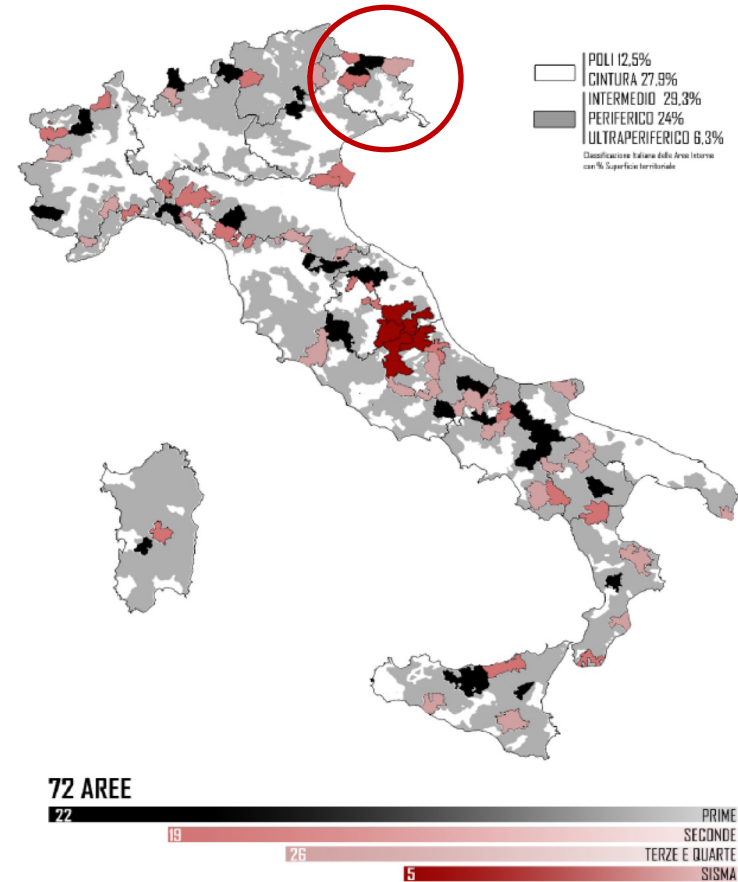 POLI 12,5%
CINTURA 27,9%
INTERMEDIO 29,3%
PERIFERICO 24%
ULTRAPERIFERICO 6,3%
Classificazione italiana delle Aree Interne
con % Superficie territoriale
72 AREE
22 PRIME
19 SECONDE
26 TERZE E QUARTE
5 SISMA